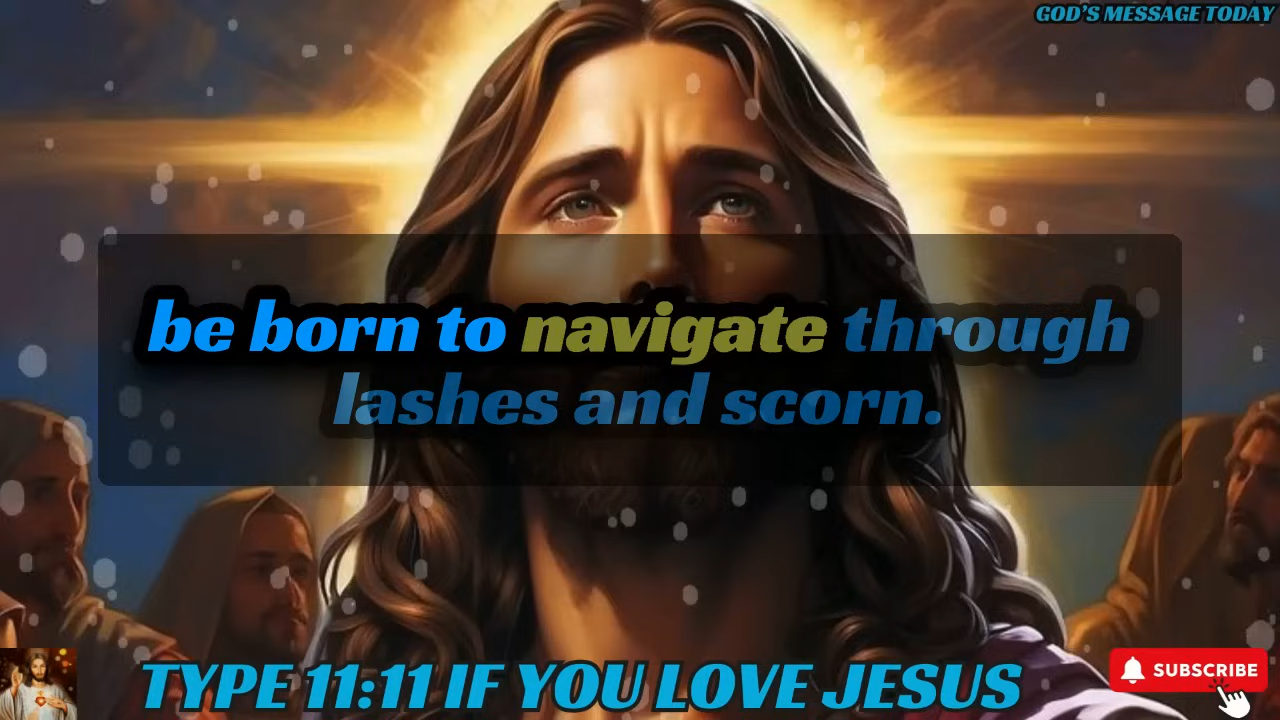 GOD'S MESSAGE TODAY
be born to navigate through
lashes and scorn.
TYPE 11:11 IF YOU LOVE JESUS
SUBSCRIBE